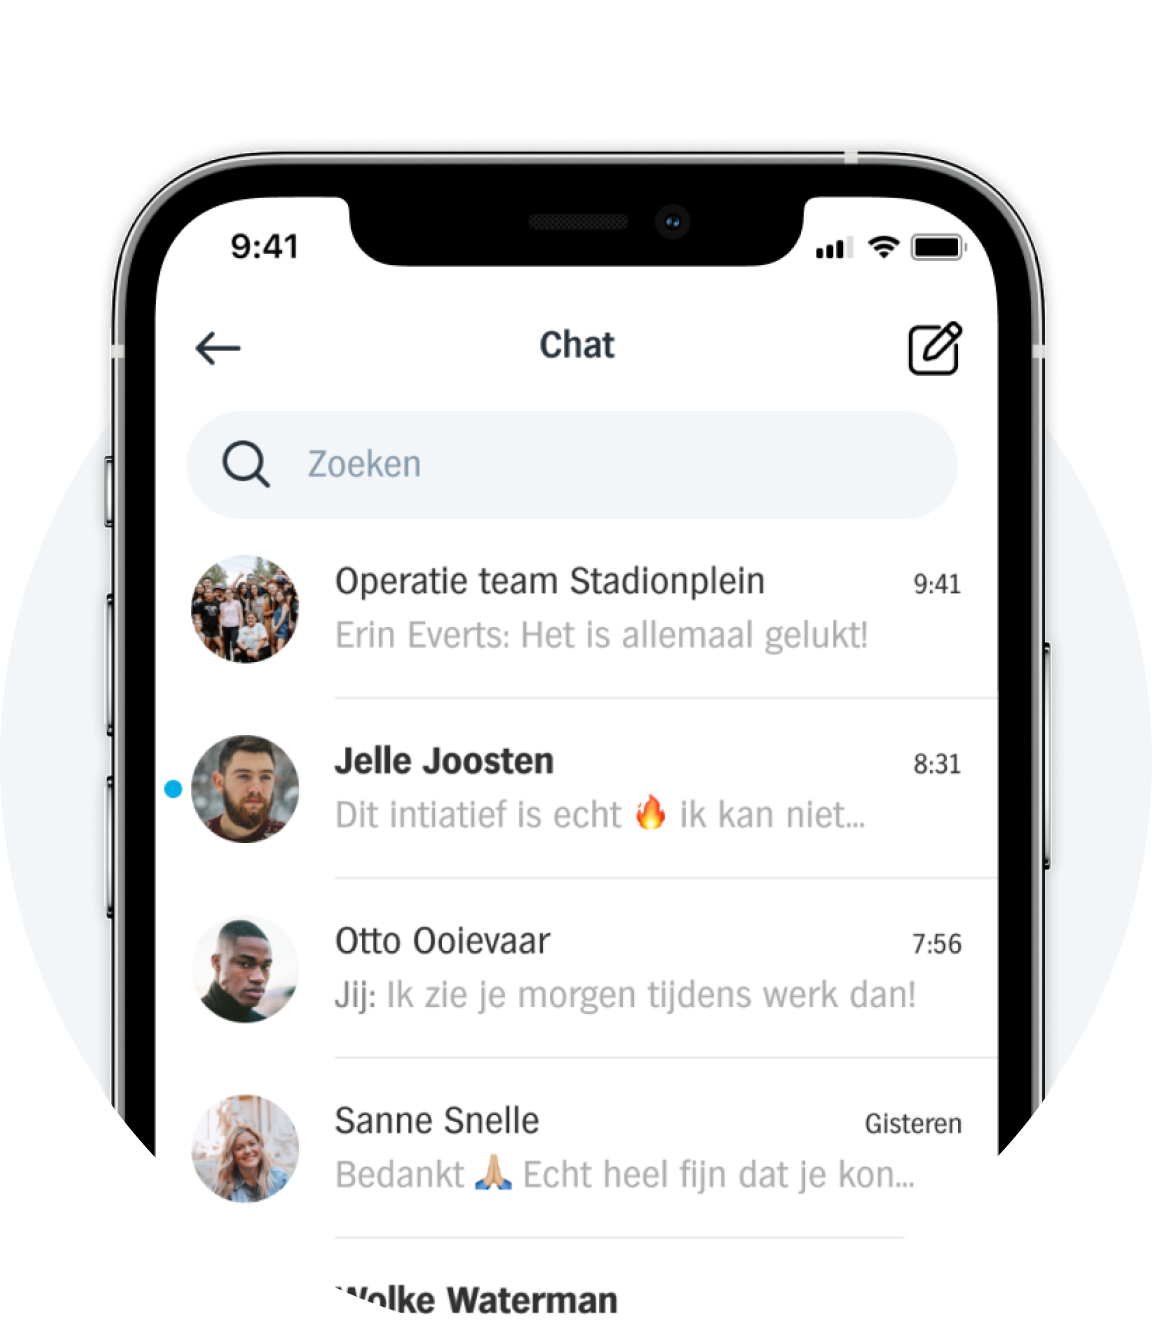 9:41
Chat
Zoeken
Operatie team Stadionplein 9:41
Erin Everts: Het is allemaal gelukt!
Jelle Joosten 8:31
Dit intiatief is echt 🔥 ik kan niet...
Otto Ooievaar 7:56
Jij: Ik zie je morgen tijdens werk dan!
Sanne Snelle Gisteren
Bedankt 🙏🏼 Echt heel fijn dat je kon...
Wolke Waterman